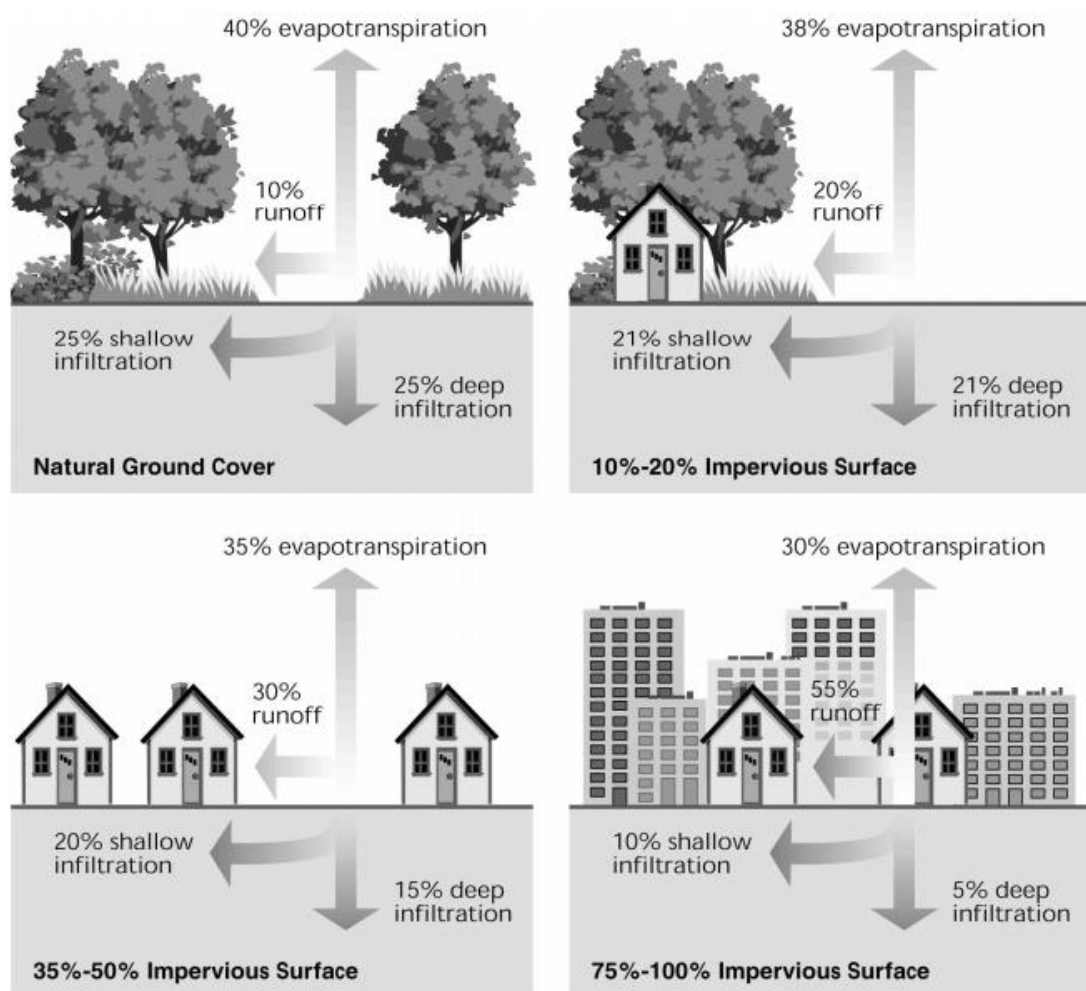 40% evapotranspiration
10%
runoff
25% shallow
infiltration
25% deep
infiltration
Natural Ground Cover
38% evapotranspiration
20%
runoff
21% shallow
infiltration
21% deep
infiltration
10%-20% Impervious Surface
35% evapotranspiration
30%
runoff
20% shallow
infiltration
15% deep
infiltration
35%-50% Impervious Surface
30% evapotranspiration
55%
runoff
10% shallow
infiltration
5% deep
infiltration
75%-100% Impervious Surface